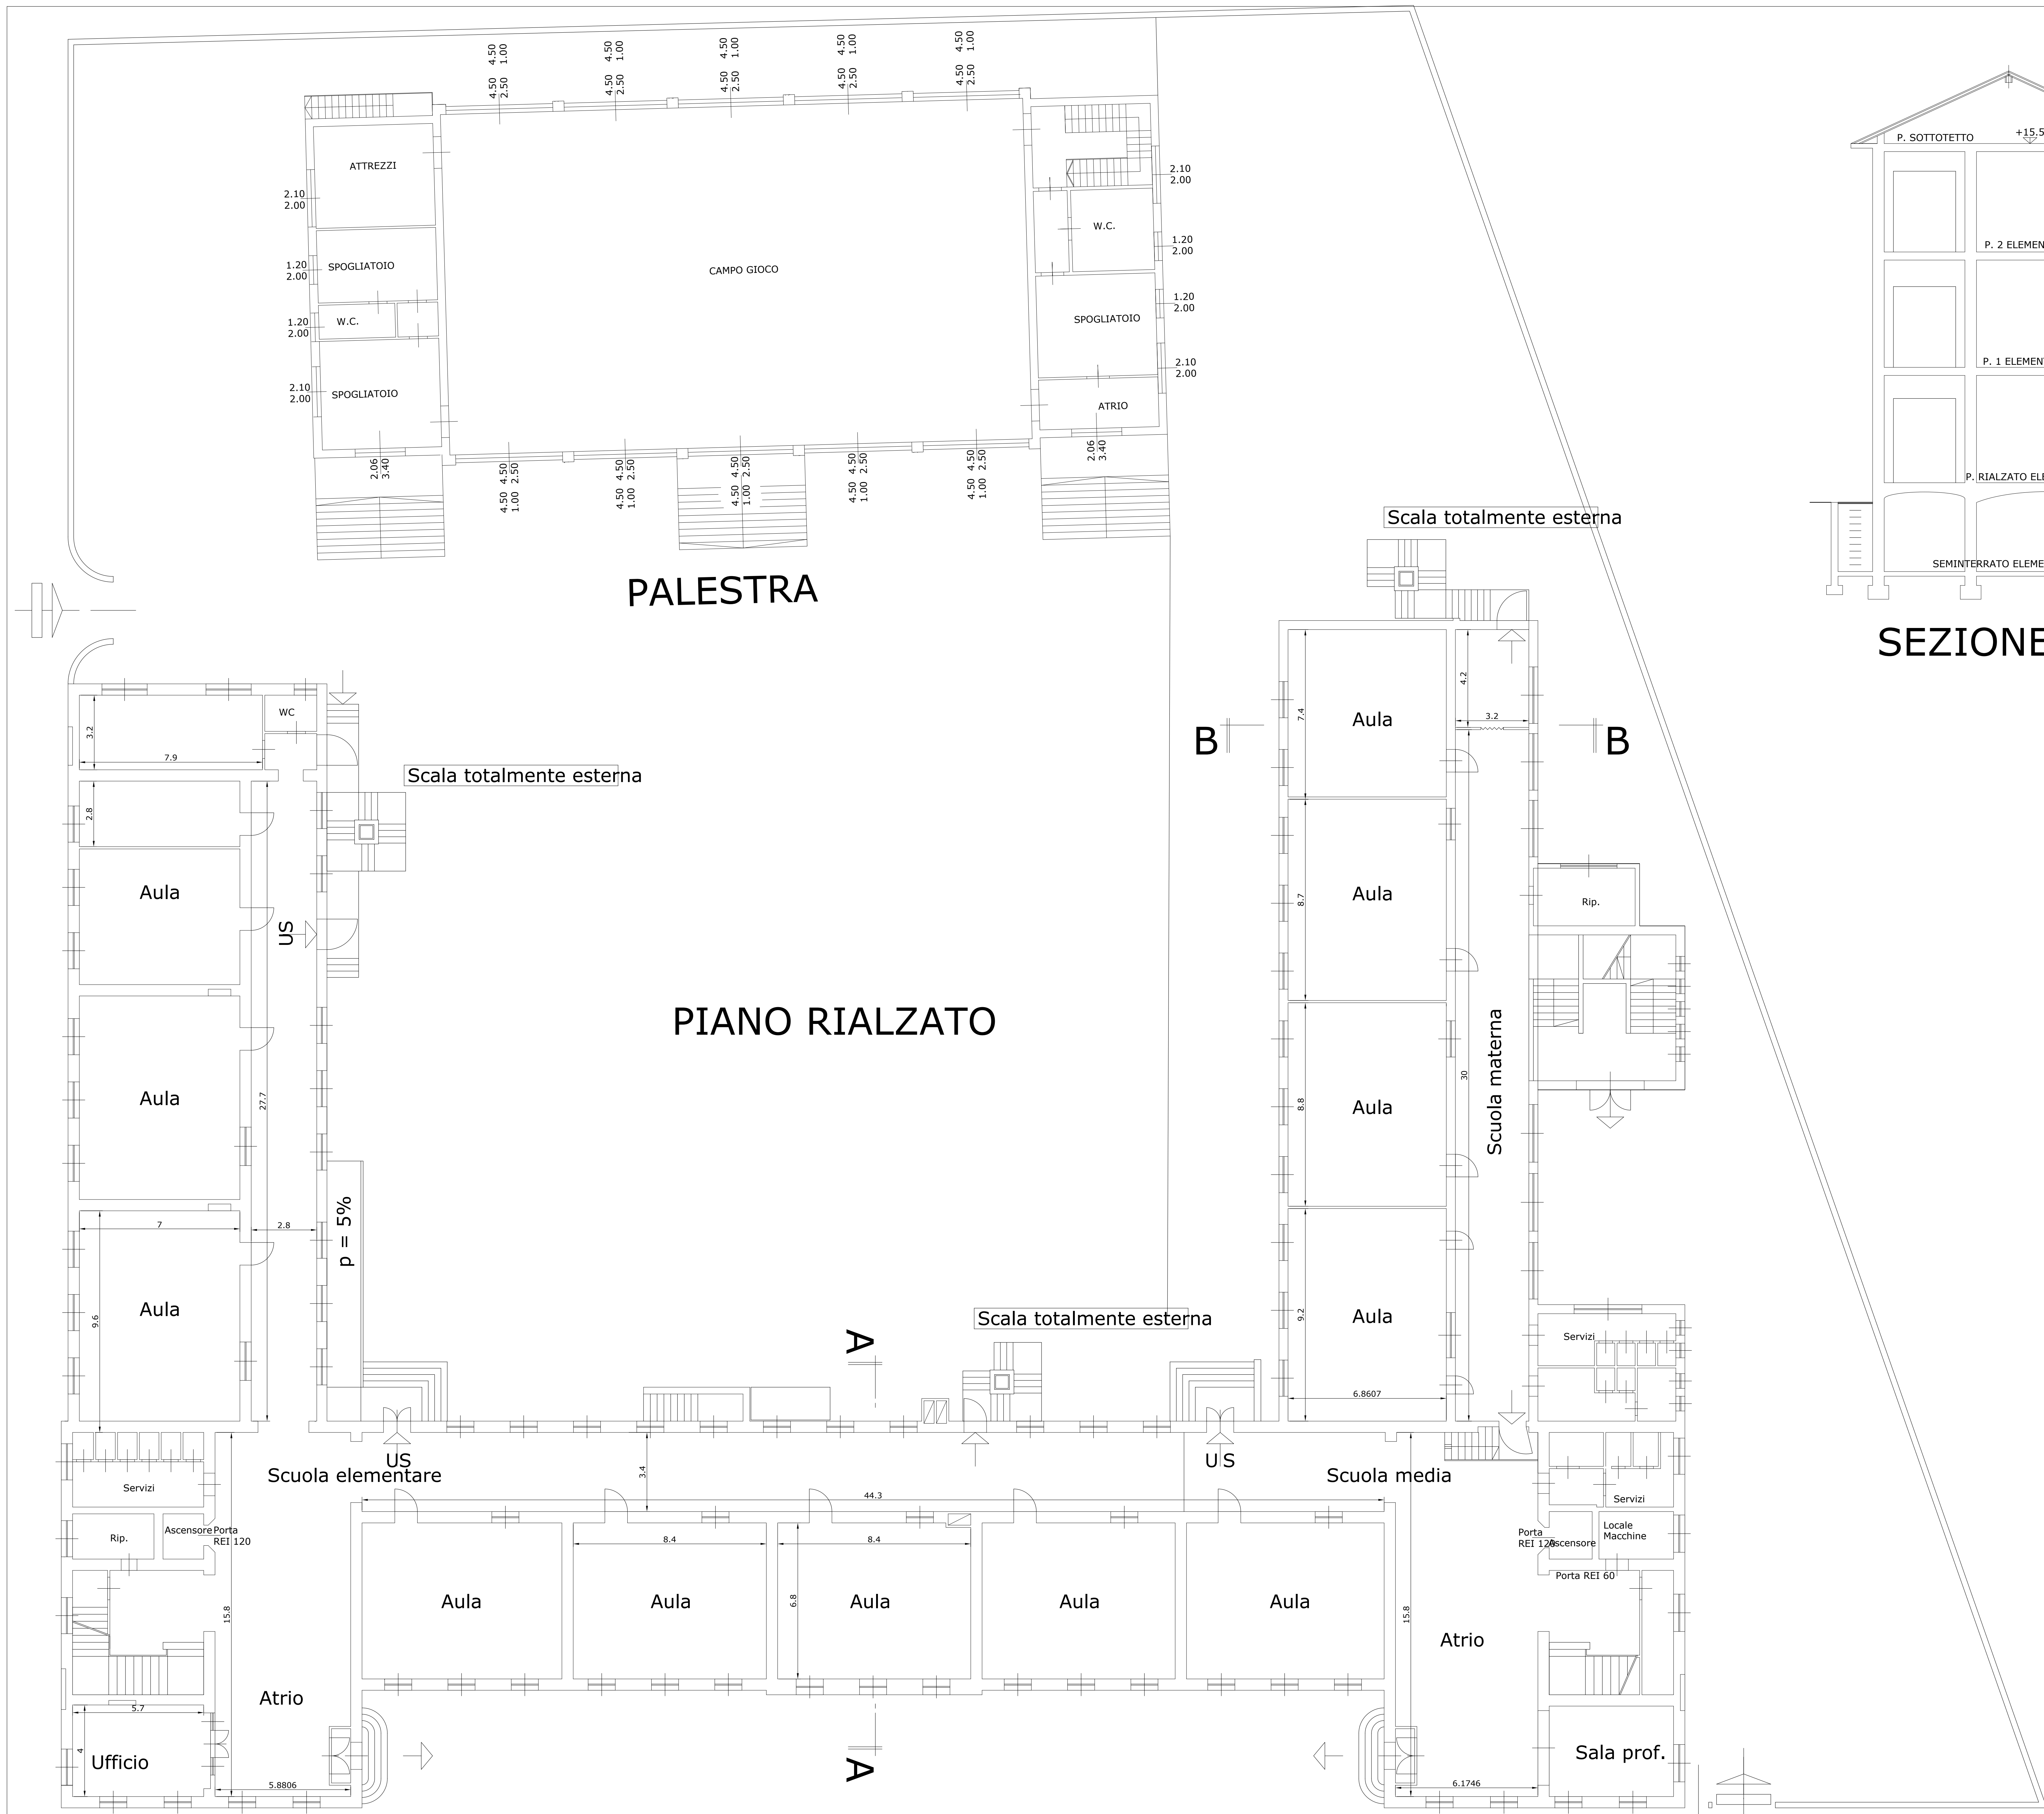 4.50 4.50
4.50 4.50
4.50 4.50
4.50 4.50
4.50 4.50
2.50 1.00
2.50 1.00
2.50 1.00
2.50 1.00
2.50 1.00
P. SOTTOTETTO
+15.5
ATTREZZI
2.10
2.00
2.10
2.00
W.C.
1.20
2.00
P. 2 ELEMEN
SPOGLIATOIO
1.20
2.00
CAMPO GIOCO
1.20
2.00
W.C.
1.20
2.00
SPOGLIATOIO
P. 1 ELEMEN
2.10
2.00
2.10
2.00
SPOGLIATOIO
ATRIO
2.06
3.40
4.50 4.50
1.00 2.50
4.50 4.50
1.00 2.50
4.50 4.50
1.00 2.50
4.50 4.50
1.00 2.50
4.50 4.50
1.00 2.50
2.06
3.40
P. RIALZATO ELE
Scala totalmente esterna
SEMINTERRATO ELEME
PALESTRA
SEZIONE
WC
3.2
7.9
4.2
3.2
7.4
Aula
B
B
Scala totalmente esterna
2.8
Aula
US
8.7
Aula
Rip.
PIANO RIALZATO
Aula
27.7
8.8
Aula
30
Scuola materna
7
2.8
p = 5%
9.6
Aula
Scala totalmente esterna
A
9.2
Aula
6.8607
Servizi
US
US
Scuola elementare
3.4
Scuola media
44.3
Servizi
Servizi
Rip.
Ascensore
Porta
REI 120
8.4
8.4
Porta
REI 120
Ascensore
Locale
Macchine
Porta REI 60
15.8
Aula
Aula
6.8
Aula
Aula
Aula
15.8
Atrio
Atrio
5.7
4
Ufficio
A
Sala prof.
5.8806
6.1746